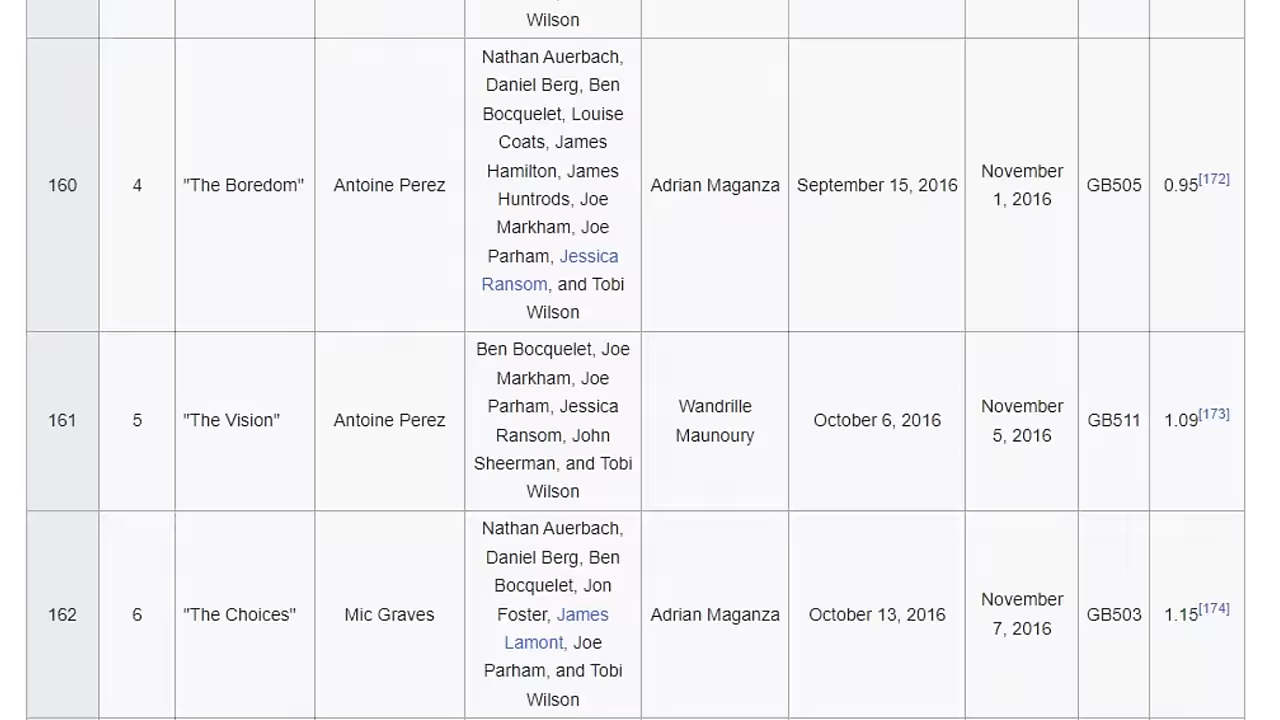 Wilson
160
4
"The Boredom"
Antoine Perez
Nathan Auerbach,
Daniel Berg, Ben
Bocquelet, Louise
Coats, James
Hamilton, James
Huntrods, Joe
Markham, Joe
Parham, Jessica
Ransom, and Tobi
Wilson
Adrian Maganza
September 15, 2016
November
1, 2016
GB505
0.95[172]
161
5
"The Vision"
Antoine Perez
Ben Bocquelet, Joe
Markham, Joe
Parham, Jessica
Ransom, John
Sheerman, and Tobi
Wilson
Wandrille
Maunoury
October 6, 2016
November
5, 2016
GB511
1.09[173]
162
6
"The Choices"
Mic Graves
Nathan Auerbach,
Daniel Berg, Ben
Bocquelet, Jon
Foster, James
Lamont, Joe
Parham, and Tobi
Wilson
Adrian Maganza
October 13, 2016
November
7, 2016
GB503
1.15[174]